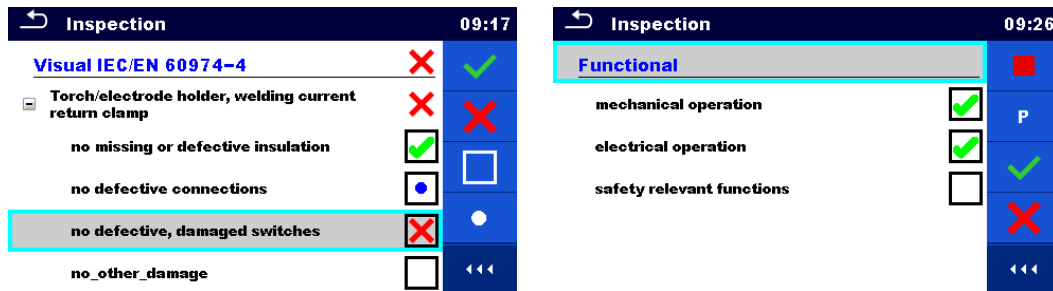 Inspection 09:17
Visual IEC/EN 60974-4
Torch/electrode holder, welding current
return clamp
no missing or defective insulation
no defective connections
no defective, damaged switches
no_other_damage
Inspection 09:26
Functional
mechanical operation
P
electrical operation
safety relevant functions